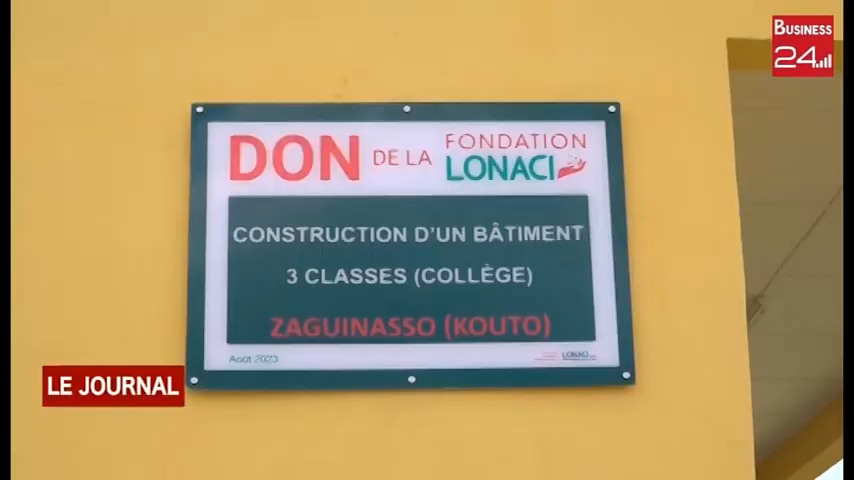 BUSINESS
24
DON DE LA FONDATION LONACI
CONSTRUCTION D'UN BÂTIMENT
3 CLASSES (COLLÈGE)
ZAGUINASSO (KOUTO)
Août 2023
LONACI
LE JOURNAL